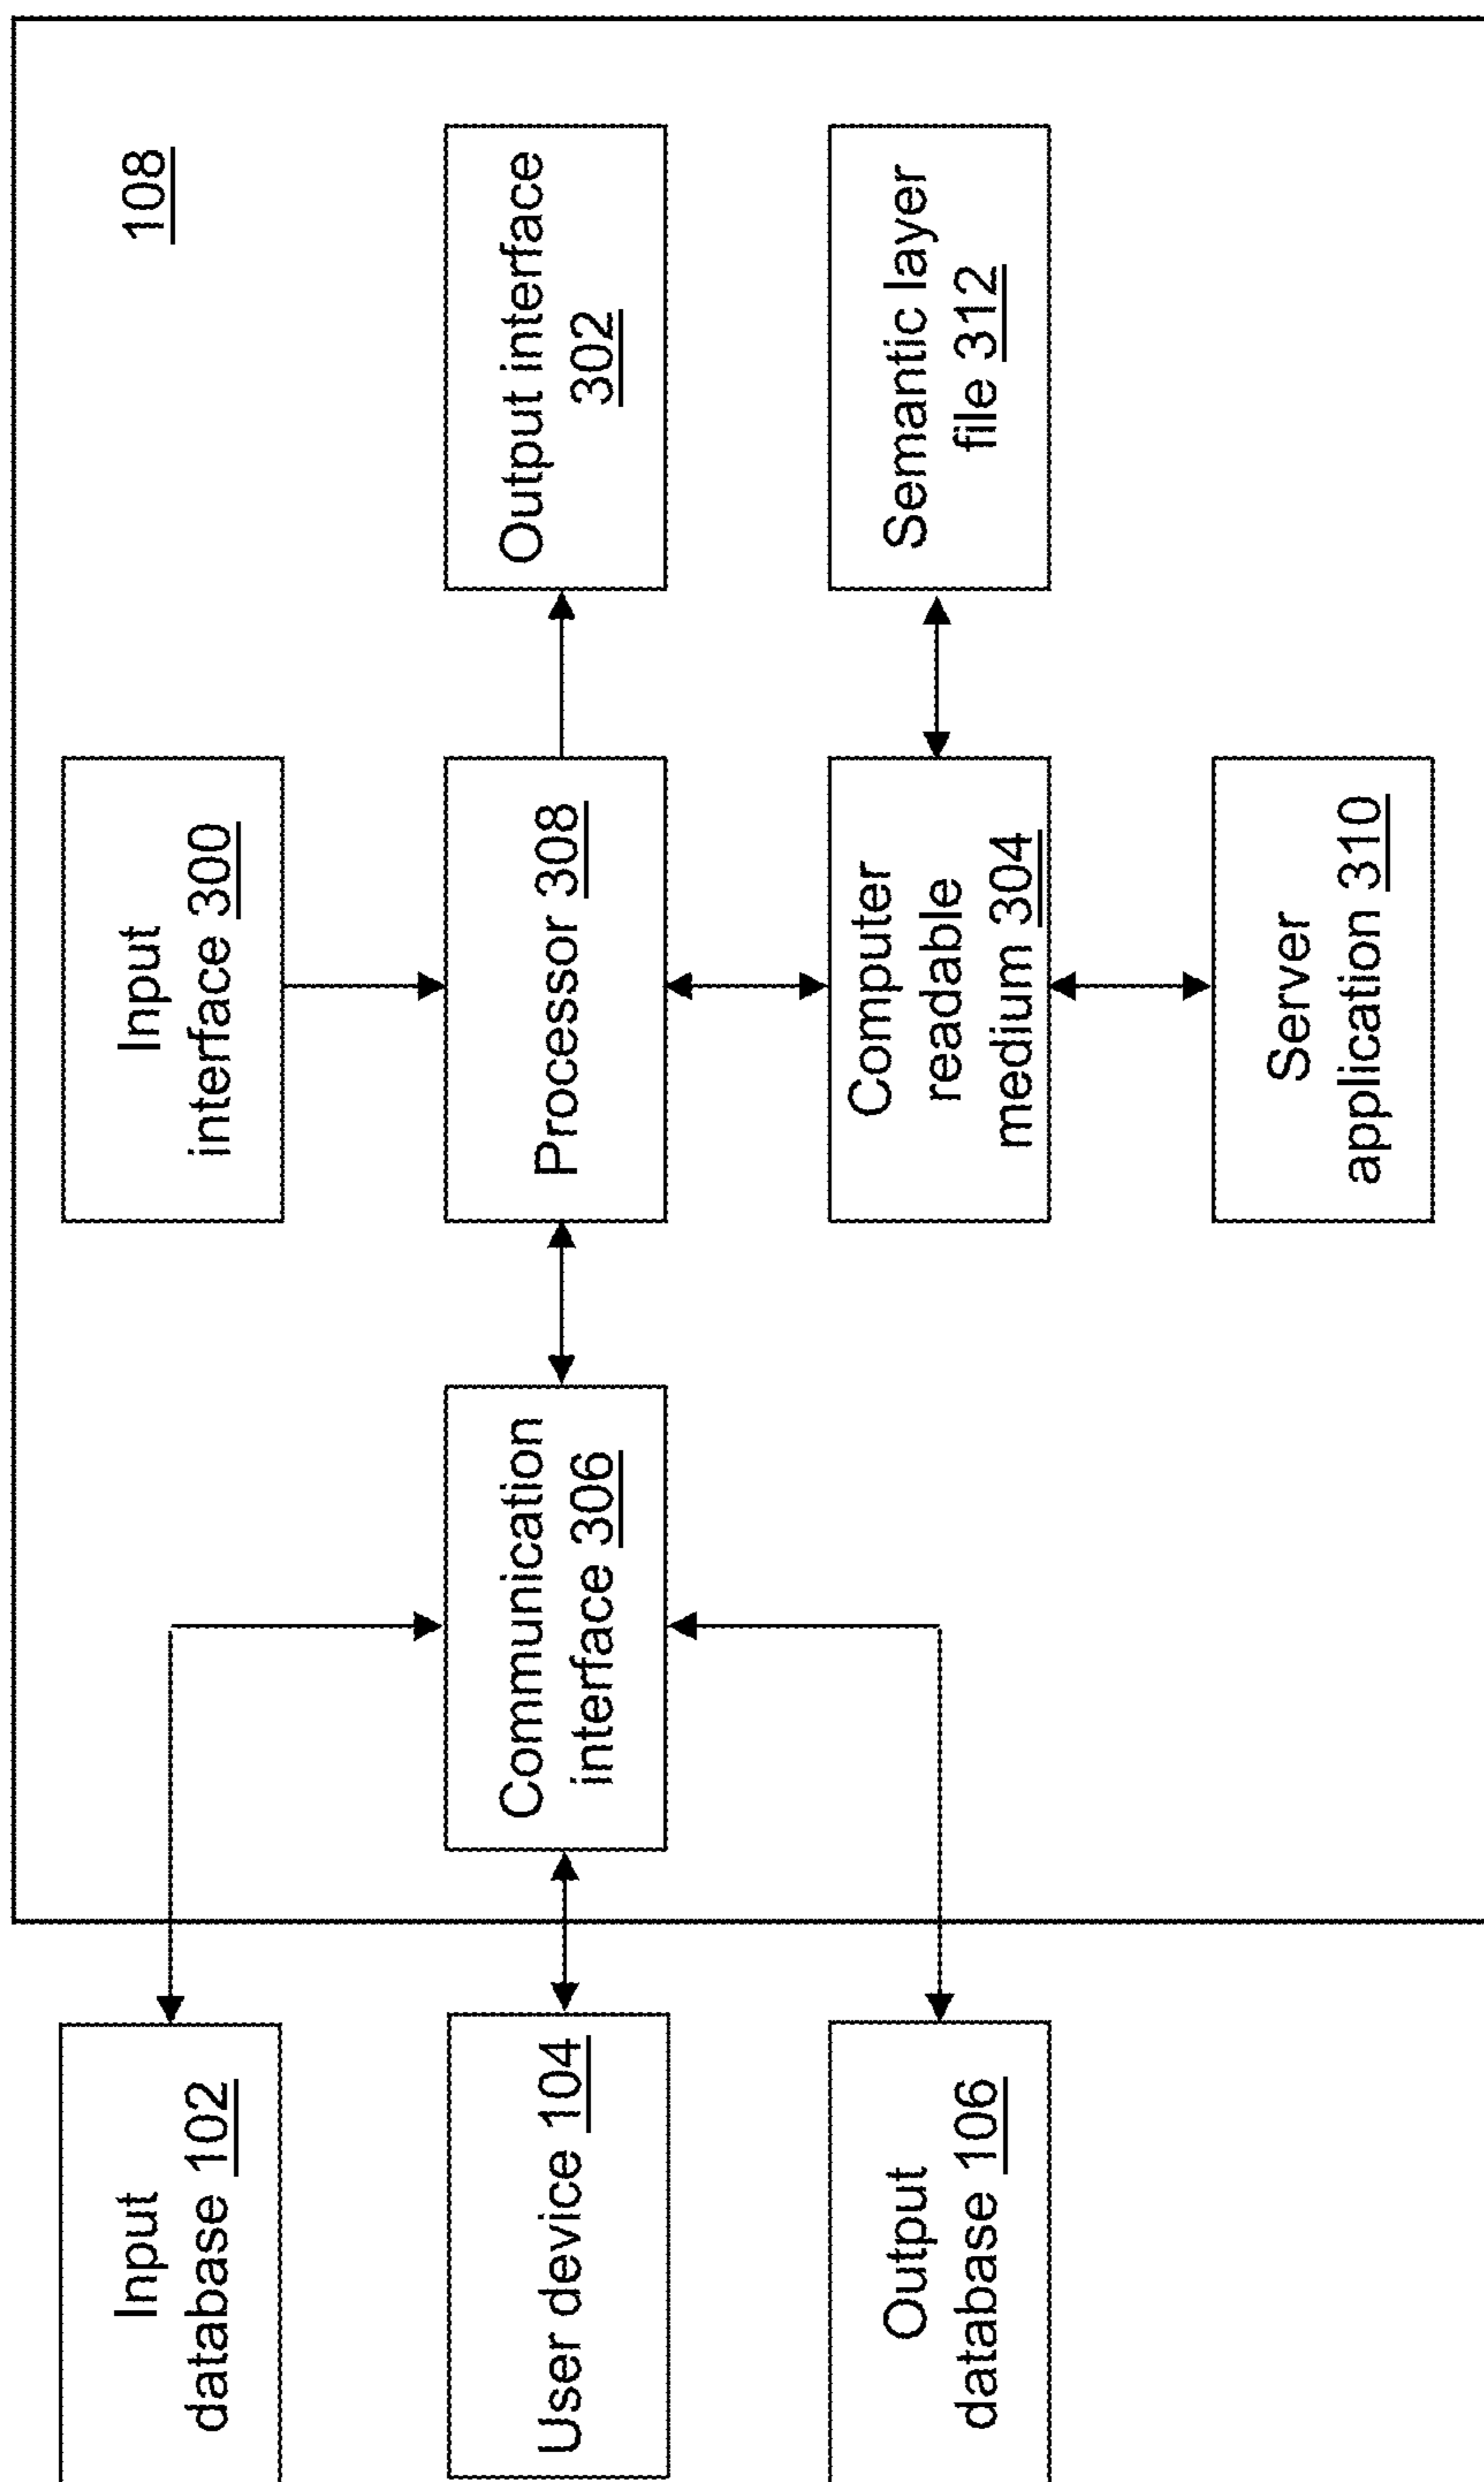 108
Input
interface 300
Input
database 102
Communication
interface 306
Processor 308
Output interface
302
User device 104
Computer
readable
medium 304
Semantic layer
file 312
Output
database 106
Server
application 310